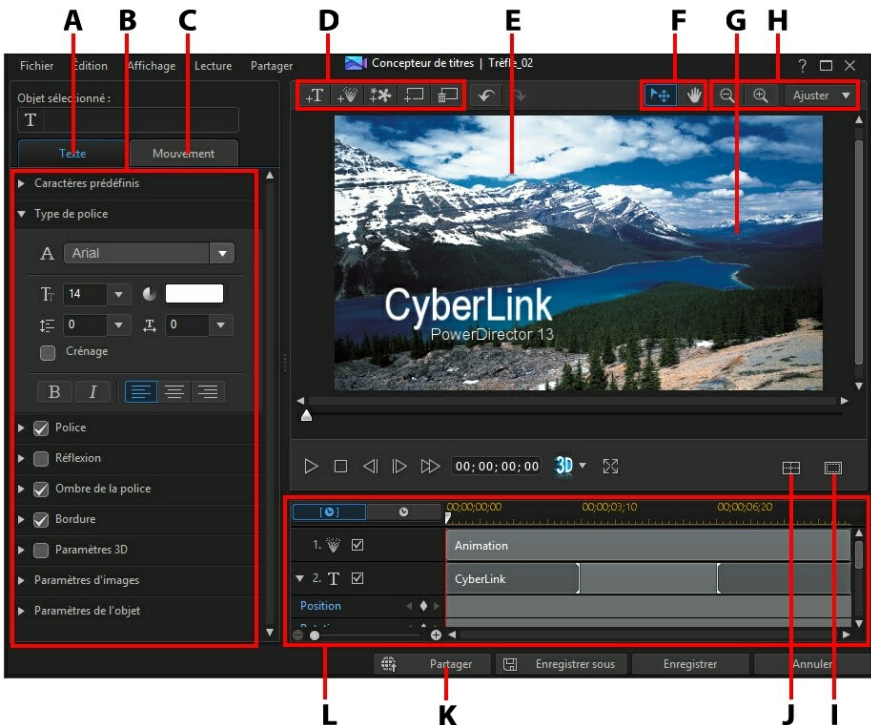 A B C D E F G H
Fichier Édition Affichage Lecture Partager Concepteur de titres | Trèfle_02 ?
Objet sélectionné :
T
Texte Mouvement
Caractères prédéfinis
Type de police
A Arial
14
0 0
Crénage
B I
Police
Réflexion
Ombre de la police
Bordure
Paramètres 3D
Paramètres d'images
Paramètres de l'objet
+T Ajuster
CyberLink
PowerDirector 13
00;00;00;00 3D
00;00;00;00 00;00;03;10 00;00;06;20
1. Animation
2. T CyberLink
Position
Partager Enregistrer sous Enregistrer Annuler
L K J I